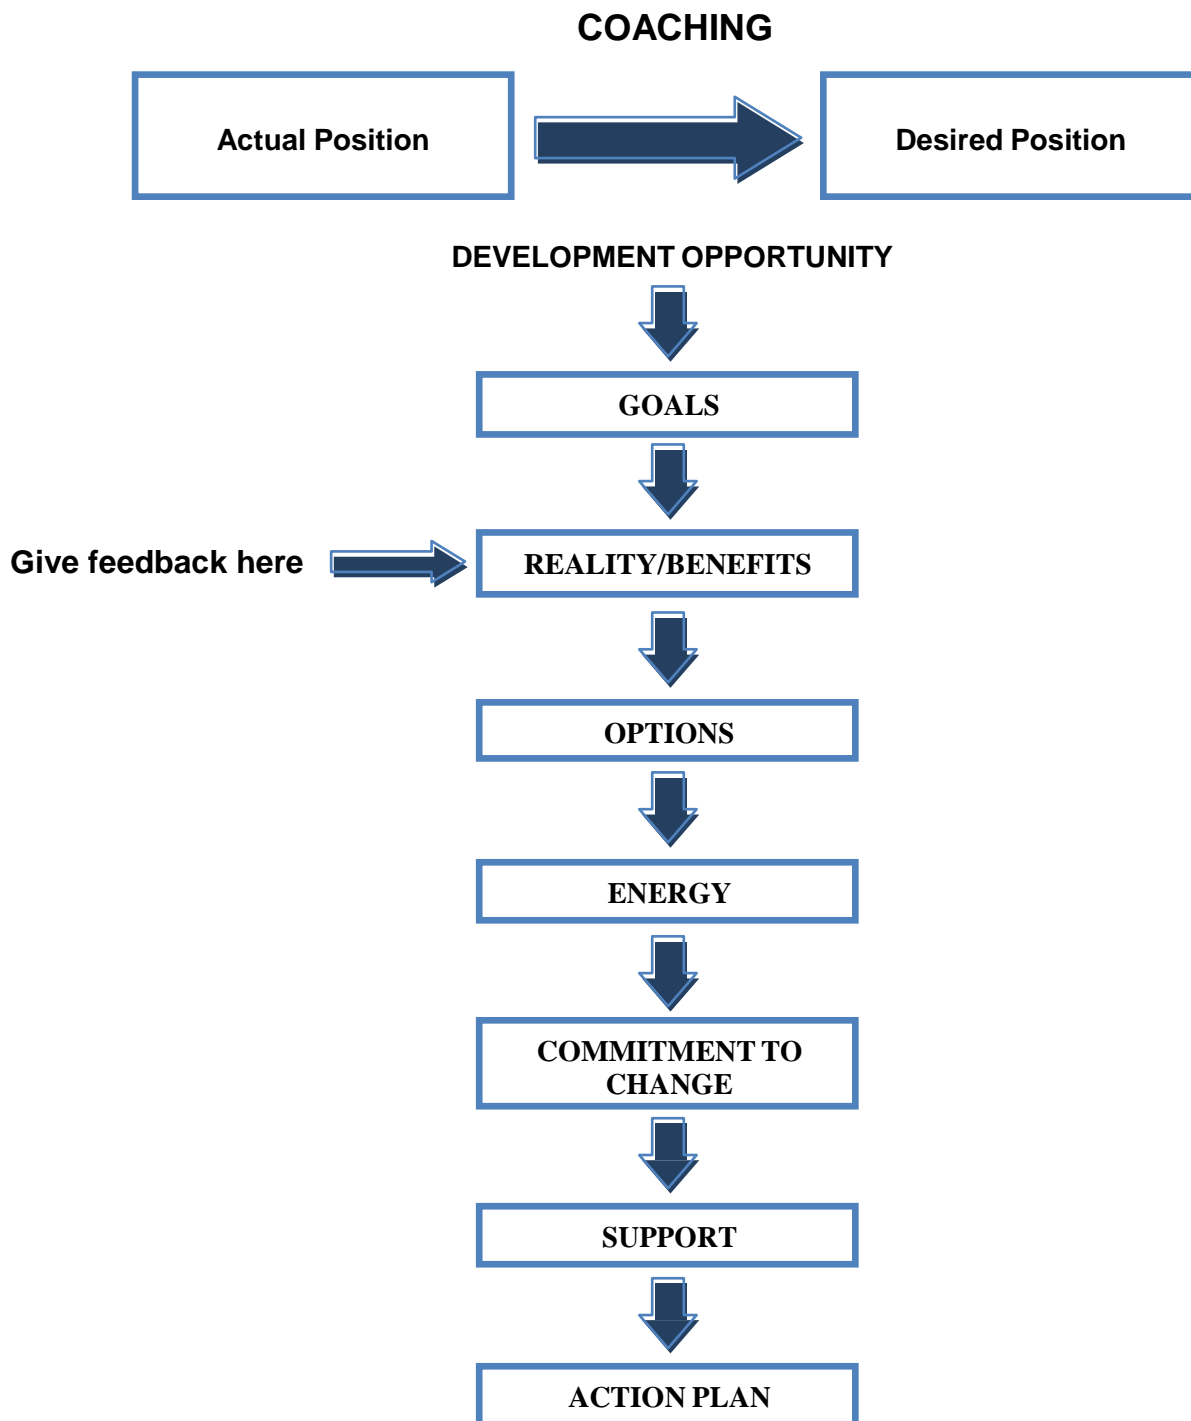 COACHING
Actual Position
Desired Position
DEVELOPMENT OPPORTUNITY
GOALS
Give feedback here
REALITY/BENEFITS
OPTIONS
ENERGY
COMMITMENT TO
CHANGE
SUPPORT
ACTION PLAN